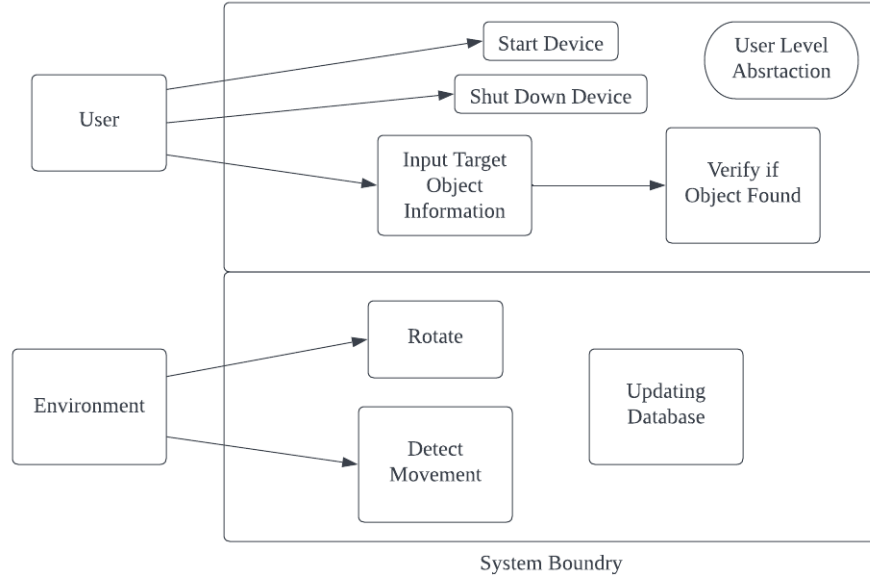 Start Device
User Level
Absrtaction
Shut Down Device
User
Input Target
Object
Information
Verify if
Object Found
Rotate
Environment
Updating
Database
Detect
Movement
System Boundry